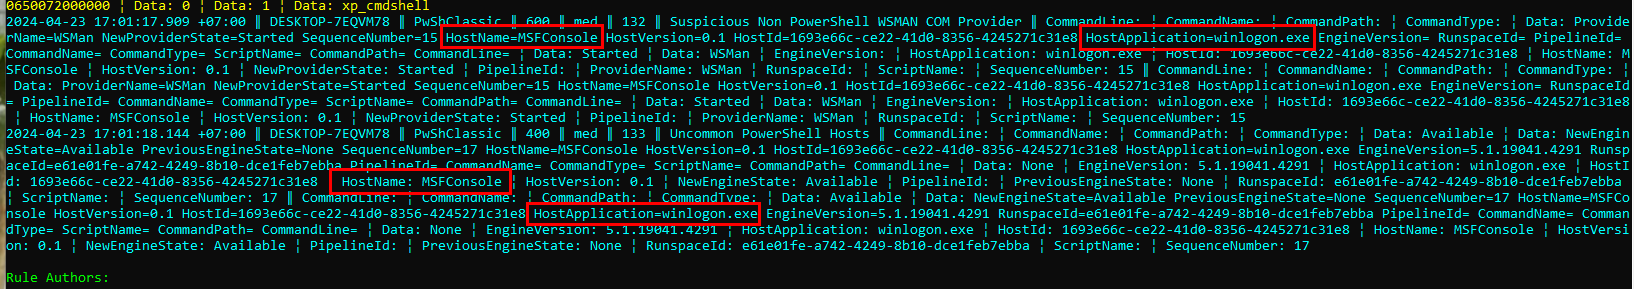 0650072000000 ¦ Data: 0 ¦ Data: 1 ¦ Data: xp_cmdshell
2024-04-23 17:01:17.909 +07:00 ‖ DESKTOP-7EQVM78 ‖ PwShClassic ‖ 600 ‖ med ‖ 132 ‖ Suspicious Non PowerShell WSMAN COM Provider ‖ CommandLine: ¦ CommandName: ¦ CommandPath: ¦ CommandType: ¦ Data: Provide
rName=WSMan NewProviderState=Started SequenceNumber=15 HostName=MSFConsole HostVersion=0.1 HostId=1693e66c-ce22-41d0-8356-4245271c31e8 HostApplication=winlogon.exe EngineVersion= RunspaceId= PipelineId=
CommandName= CommandType= ScriptName= CommandPath= CommandLine= ¦ Data: Started ¦ Data: WSMan ¦ EngineVersion: ¦ HostApplication: winlogon.exe ¦ HostId: 1693e66c-ce22-41d0-8356-4245271c31e8 ¦ HostName: M
SFConsole ¦ HostVersion: 0.1 ¦ NewProviderState: Started ¦ PipelineId: ¦ ProviderName: WSMan ¦ RunspaceId: ¦ ScriptName: ¦ SequenceNumber: 15 ‖ CommandLine: ¦ CommandName: ¦ CommandPath: ¦ CommandType: ¦
Data: ProviderName=WSMan NewProviderState=Started SequenceNumber=15 HostName=MSFConsole HostVersion=0.1 HostId=1693e66c-ce22-41d0-8356-4245271c31e8 HostApplication=winlogon.exe EngineVersion= RunspaceId
= PipelineId= CommandName= CommandType= ScriptName= CommandPath= CommandLine= ¦ Data: Started ¦ Data: WSMan ¦ EngineVersion: ¦ HostApplication: winlogon.exe ¦ HostId: 1693e66c-ce22-41d0-8356-4245271c31e8
¦ HostName: MSFConsole ¦ HostVersion: 0.1 ¦ NewProviderState: Started ¦ PipelineId: ¦ ProviderName: WSMan ¦ RunspaceId: ¦ ScriptName: ¦ SequenceNumber: 15
2024-04-23 17:01:18.144 +07:00 ‖ DESKTOP-7EQVM78 ‖ PwShClassic ‖ 400 ‖ med ‖ 133 ‖ Uncommon PowerShell Hosts ‖ CommandLine: ¦ CommandName: ¦ CommandPath: ¦ CommandType: ¦ Data: Available ¦ Data: NewEngin
eState=Available PreviousEngineState=None SequenceNumber=17 HostName=MSFConsole HostVersion=0.1 HostId=1693e66c-ce22-41d0-8356-4245271c31e8 HostApplication=winlogon.exe EngineVersion=5.1.19041.4291 Runsp
aceId=e61e01fe-a742-4249-8b10-dce1feb7ebba PipelineId= CommandName= CommandType= ScriptName= CommandPath= CommandLine= ¦ Data: None ¦ EngineVersion: 5.1.19041.4291 ¦ HostApplication: winlogon.exe ¦ HostI
d: 1693e66c-ce22-41d0-8356-4245271c31e8 ¦ HostName: MSFConsole ¦ HostVersion: 0.1 ¦ NewEngineState: Available ¦ PipelineId: ¦ PreviousEngineState: None ¦ RunspaceId: e61e01fe-a742-4249-8b10-dce1feb7ebba
¦ ScriptName: ¦ SequenceNumber: 17 ‖ CommandLine: ¦ CommandName: ¦ CommandPath: ¦ CommandType: ¦ Data: Available ¦ Data: NewEngineState=Available PreviousEngineState=None SequenceNumber=17 HostName=MSFCo
nsole HostVersion=0.1 HostId=1693e66c-ce22-41d0-8356-4245271c31e8 HostApplication=winlogon.exe EngineVersion=5.1.19041.4291 RunspaceId=e61e01fe-a742-4249-8b10-dce1feb7ebba PipelineId= CommandName= Comman
dType= ScriptName= CommandPath= CommandLine= ¦ Data: None ¦ EngineVersion: 5.1.19041.4291 ¦ HostApplication: winlogon.exe ¦ HostId: 1693e66c-ce22-41d0-8356-4245271c31e8 ¦ HostName: MSFConsole ¦ HostVersi
on: 0.1 ¦ NewEngineState: Available ¦ PipelineId: ¦ PreviousEngineState: None ¦ RunspaceId: e61e01fe-a742-4249-8b10-dce1feb7ebba ¦ ScriptName: ¦ SequenceNumber: 17
Rule Authors: